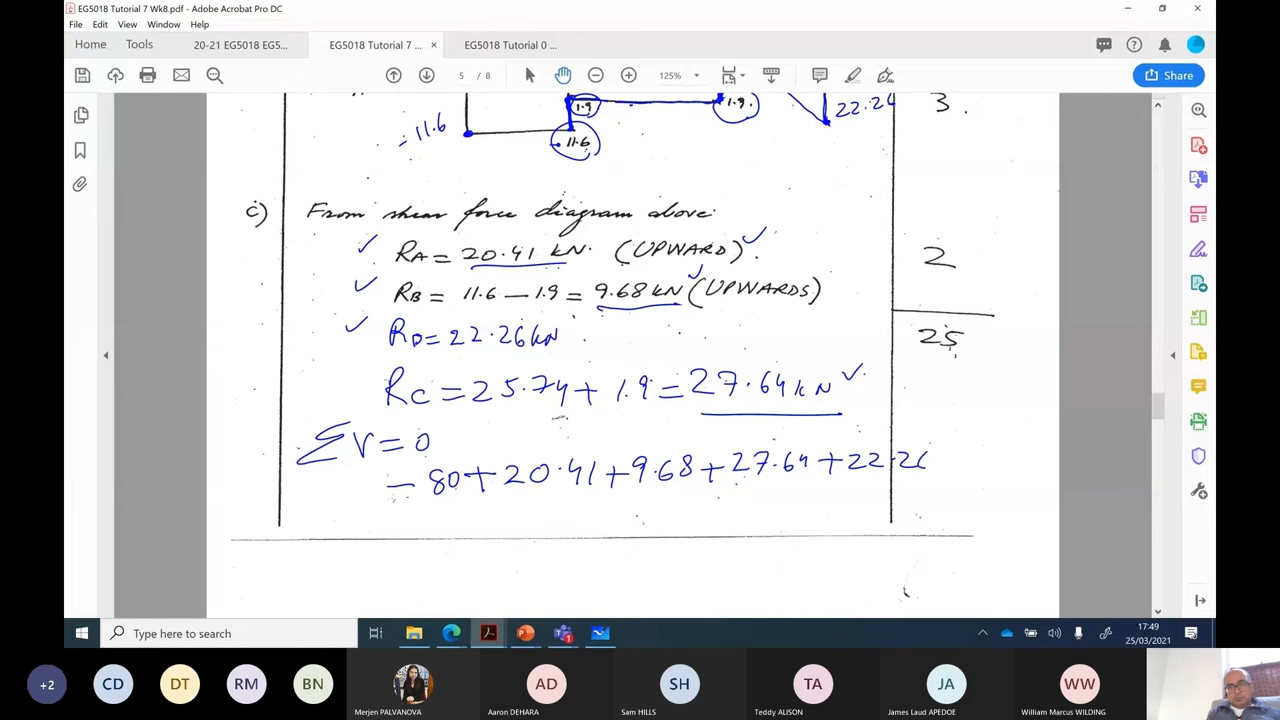 EG5018 Tutorial 7 Wk8.pdf - Adobe Acrobat Pro DC
File Edit View Window Help
Home Tools 20-21 EG5018 EG5... EG5018 Tutorial 7 ... × EG5018 Tutorial 0 ...
5 / 8 125% Share
-11.6 1.9 1.9. 22.26 3.
-11.6
c) From shear force diagram above
✓ RA = 20.41 kN. (UPWARD) ✓. 2
✓ RB = 11.6 - 1.9 = 9.68 kN ✓ (UPWARDS)
✓ RD = 22.26 kN 25
RC = 25.74 + 1.9 = 27.64 kN ✓
ΣV = 0
- 80 + 20.41 + 9.68 + 27.64 + 22.26
Type here to search
17:49
25/03/2021
+2 CD DT RM BN AD SH TA JA WW
Merjen PALVANOVA Aaron DEHARA Sam HILLS Teddy ALISON James Laud APEDOE William Marcus WILDING